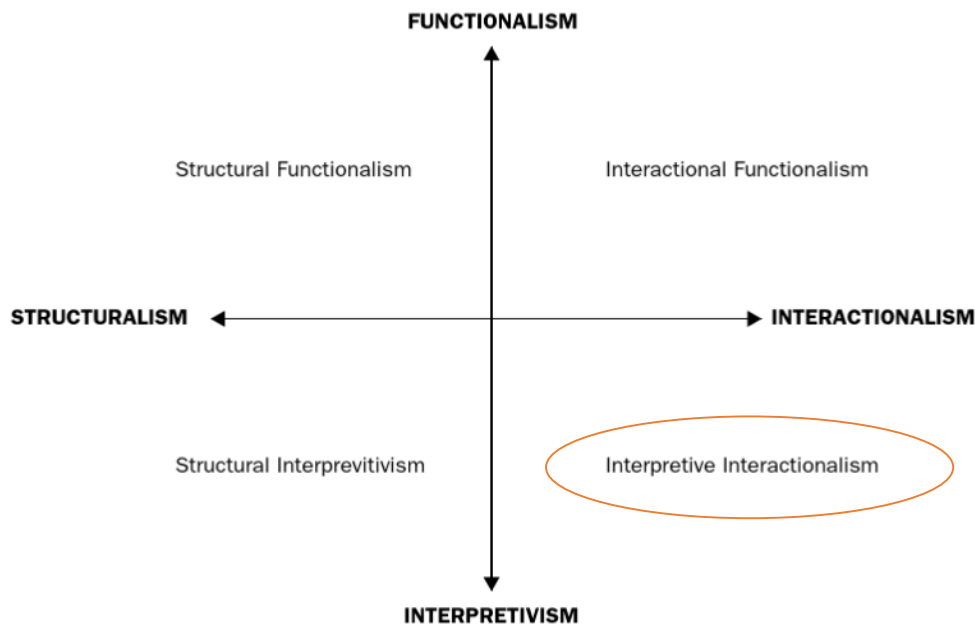 FUNCTIONALISM
Structural Functionalism
Interactional Functionalism
STRUCTURALISM
INTERACTIONALISM
Structural Interprevitivism
Interpretive Interactionalism
INTERPRETIVISM